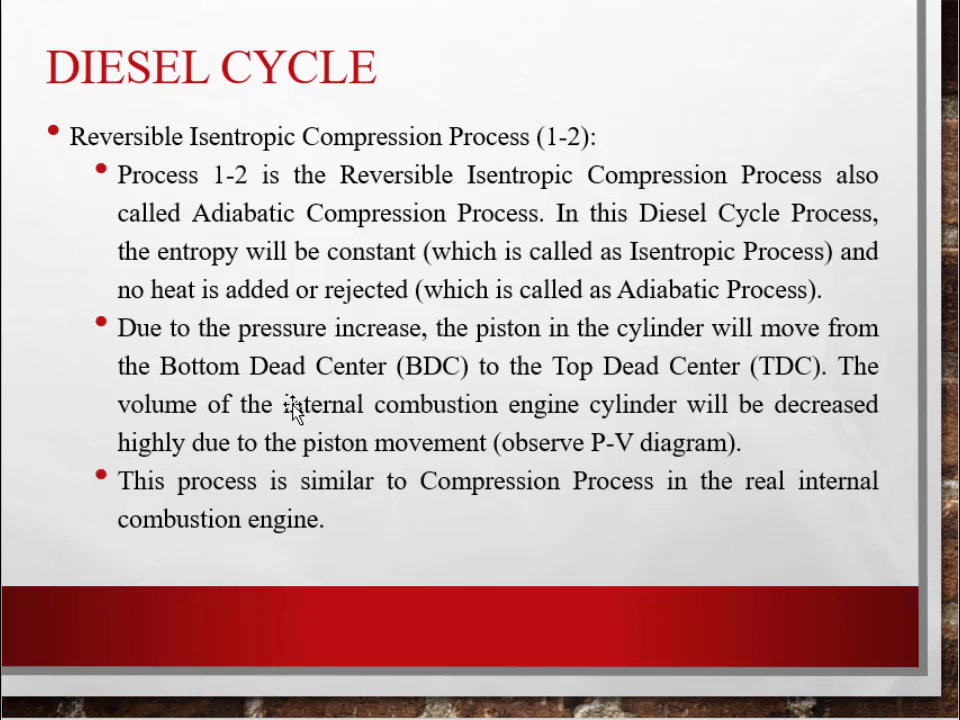 DIESEL CYCLE
• Reversible Isentropic Compression Process (1-2):
• Process 1-2 is the Reversible Isentropic Compression Process also
called Adiabatic Compression Process. In this Diesel Cycle Process,
the entropy will be constant (which is called as Isentropic Process) and
no heat is added or rejected (which is called as Adiabatic Process).
• Due to the pressure increase, the piston in the cylinder will move from
the Bottom Dead Center (BDC) to the Top Dead Center (TDC). The
volume of the internal combustion engine cylinder will be decreased
highly due to the piston movement (observe P-V diagram).
• This process is similar to Compression Process in the real internal
combustion engine.